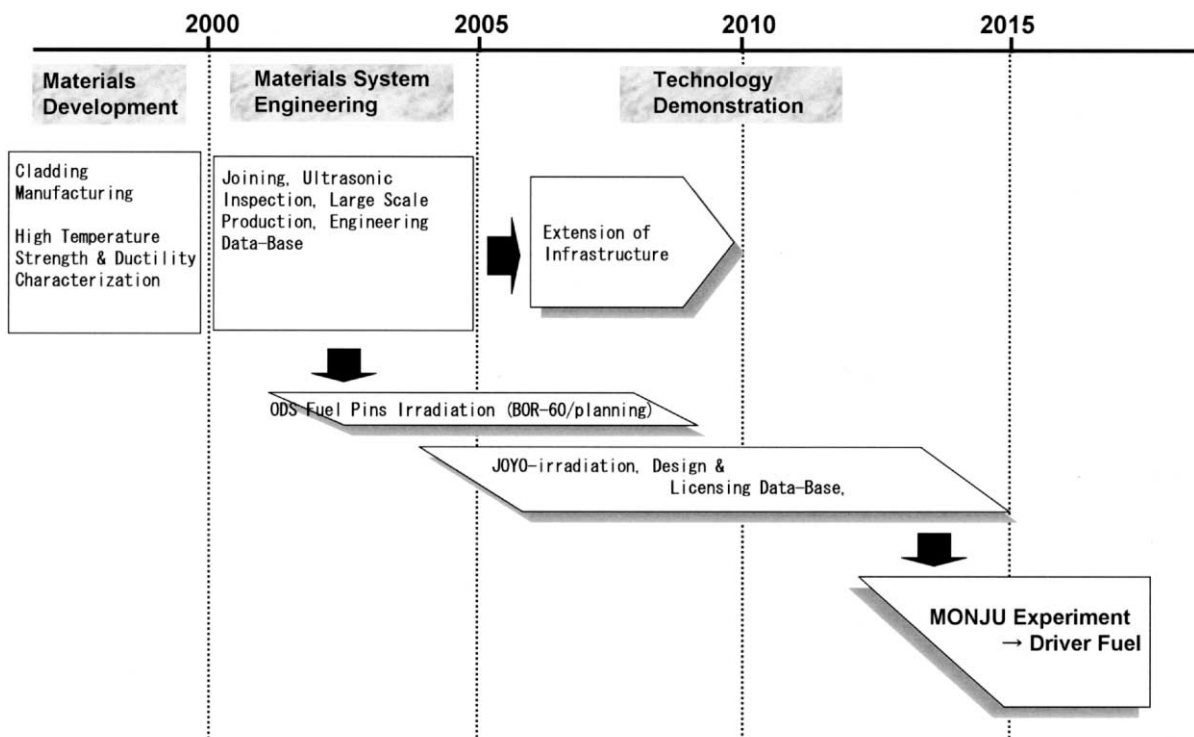 2000
2005
2010
2015
Materials
Development
Materials System
Engineering
Technology
Demonstration
Cladding
Manufacturing
High Temperature
Strength & Ductility
Characterization
Joining, Ultrasonic
Inspection, Large Scale
Production, Engineering
Data-Base
Extension of
Infrastructure
ODS Fuel Pins Irradiation (BOR-60/planning)
JOYO-irradiation, Design &
Licensing Data-Base,
MONJU Experiment
→ Driver Fuel